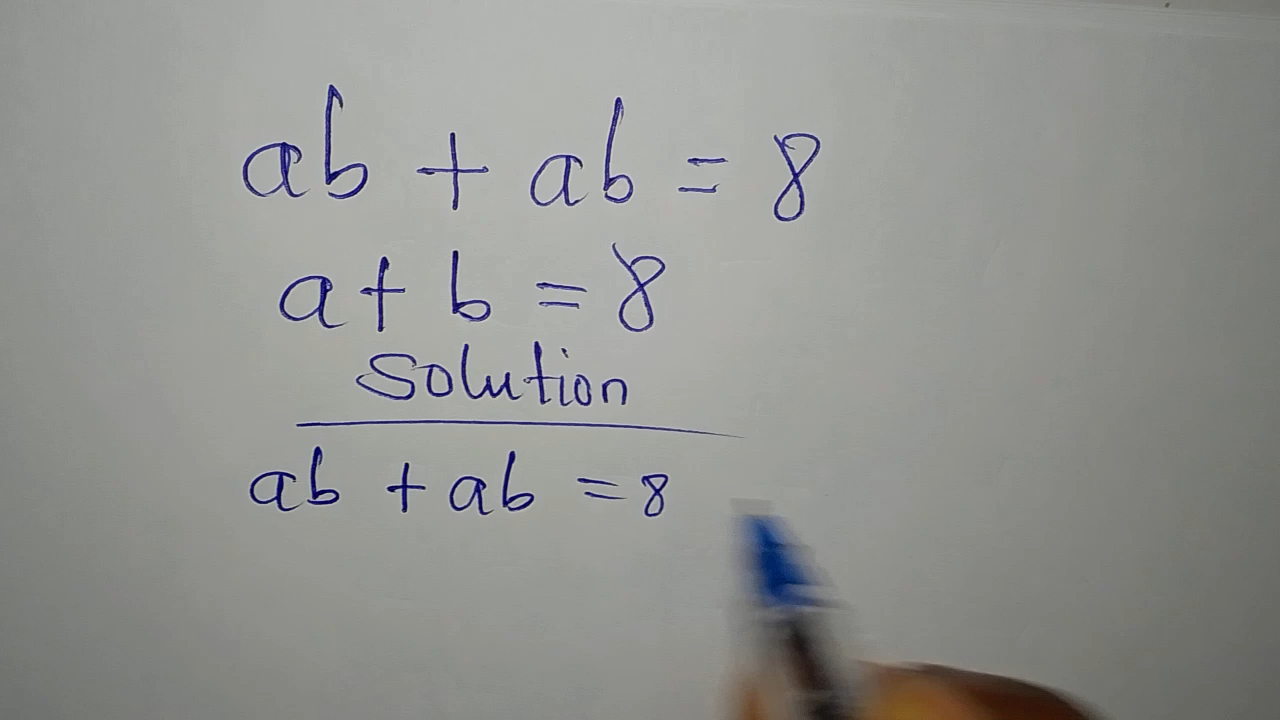 ab + ab = 8
a + b = 8
Solution
ab + ab = 8